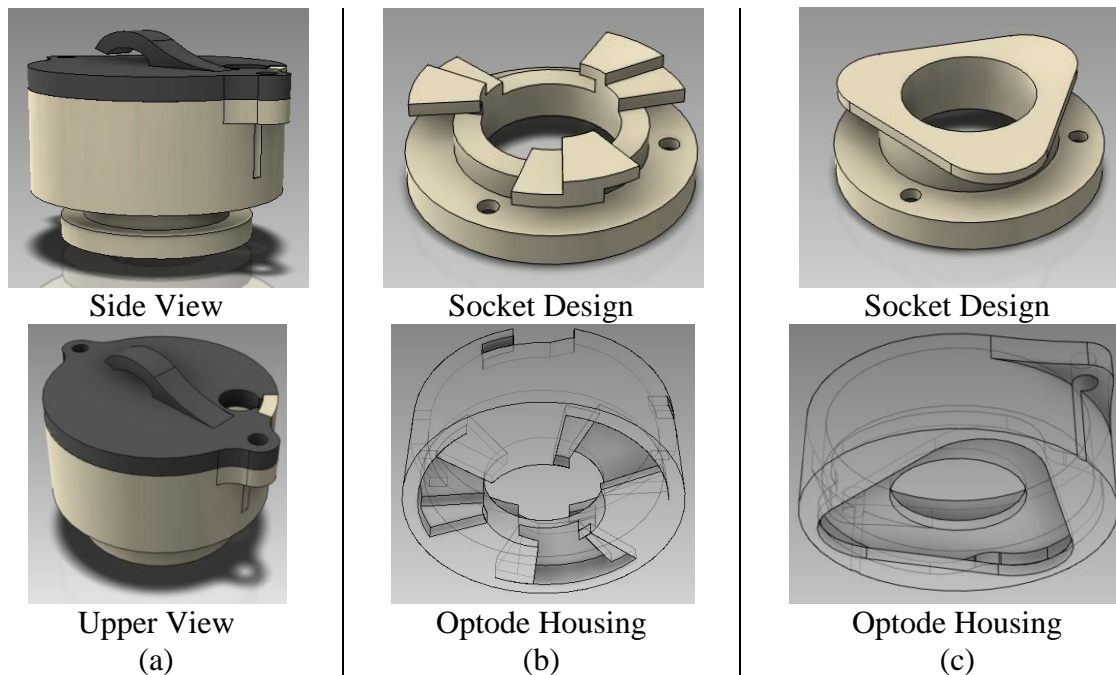 Side View
Socket Design
Socket Design
Upper View
Optode Housing
Optode Housing
(a)
(b)
(c)